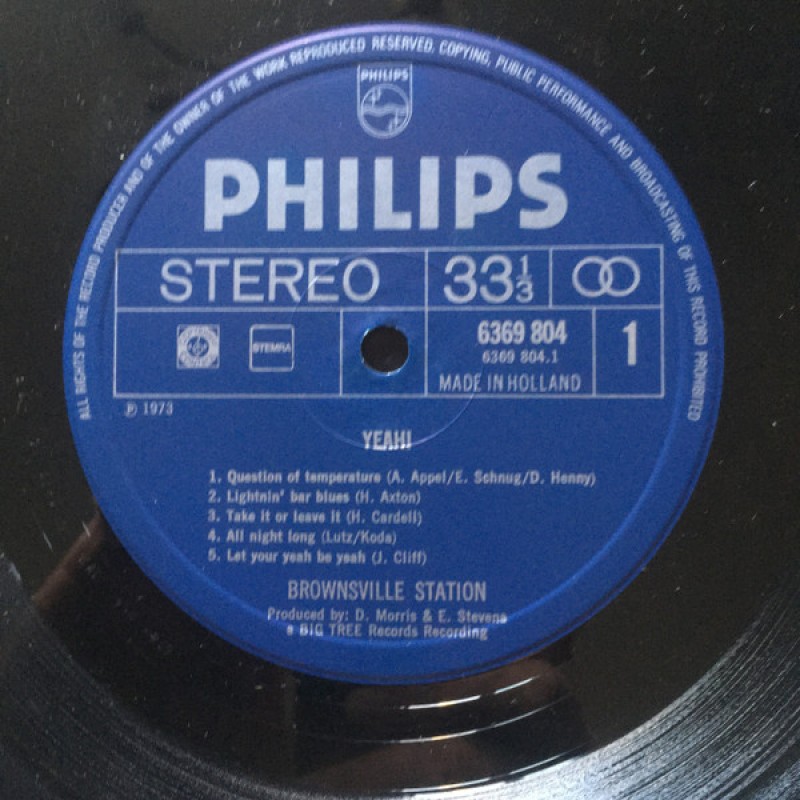 ALL RIGHTS OF THE RECORD PRODUCER AND OF THE OWNER OF THE WORK REPRODUCED RESERVED. COPYING, PUBLIC PERFORMANCE AND BROADCASTING OF THIS RECORD PROHIBITED
PHILIPS
PHILIPS
STEREO 33 1/3
STEMRA
6369 804
6369 804.1
1
MADE IN HOLLAND
℗ 1973
YEAH!
1. Question of temperature (A. Appel/E. Schnug/D. Henny)
2. Lightnin' bar blues (H. Axton)
3. Take it or leave it (H. Cardell)
4. All night long (Lutz/Koda)
5. Let your yeah be yeah (J. Cliff)
BROWNSVILLE STATION
Produced by: D. Morris & E. Stevens
a BIG TREE Records Recording